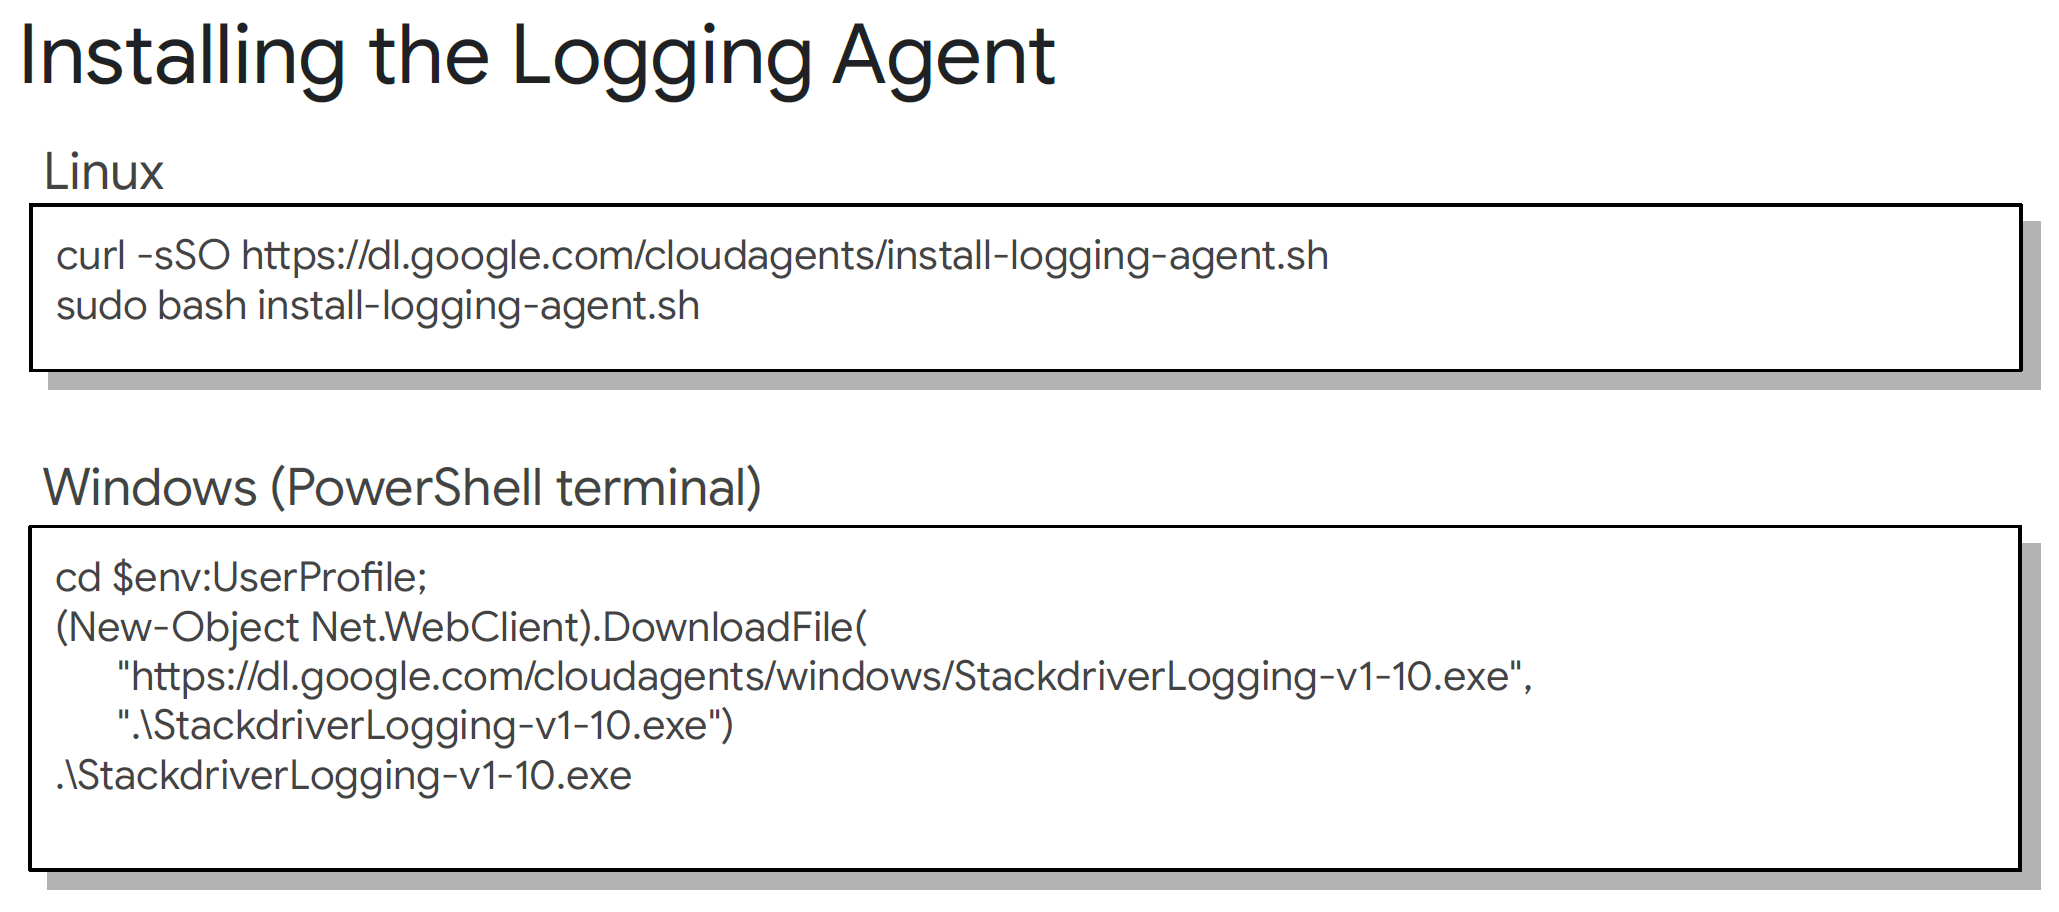 Installing the Logging Agent
Linux
curl -sSO https://dl.google.com/cloudagents/install-logging-agent.sh
sudo bash install-logging-agent.sh
Windows (PowerShell terminal)
cd $env:UserProfile;
(New-Object Net.WebClient).DownloadFile(
"https://dl.google.com/cloudagents/windows/StackdriverLogging-v1-10.exe",
".\StackdriverLogging-v1-10.exe")
.\StackdriverLogging-v1-10.exe